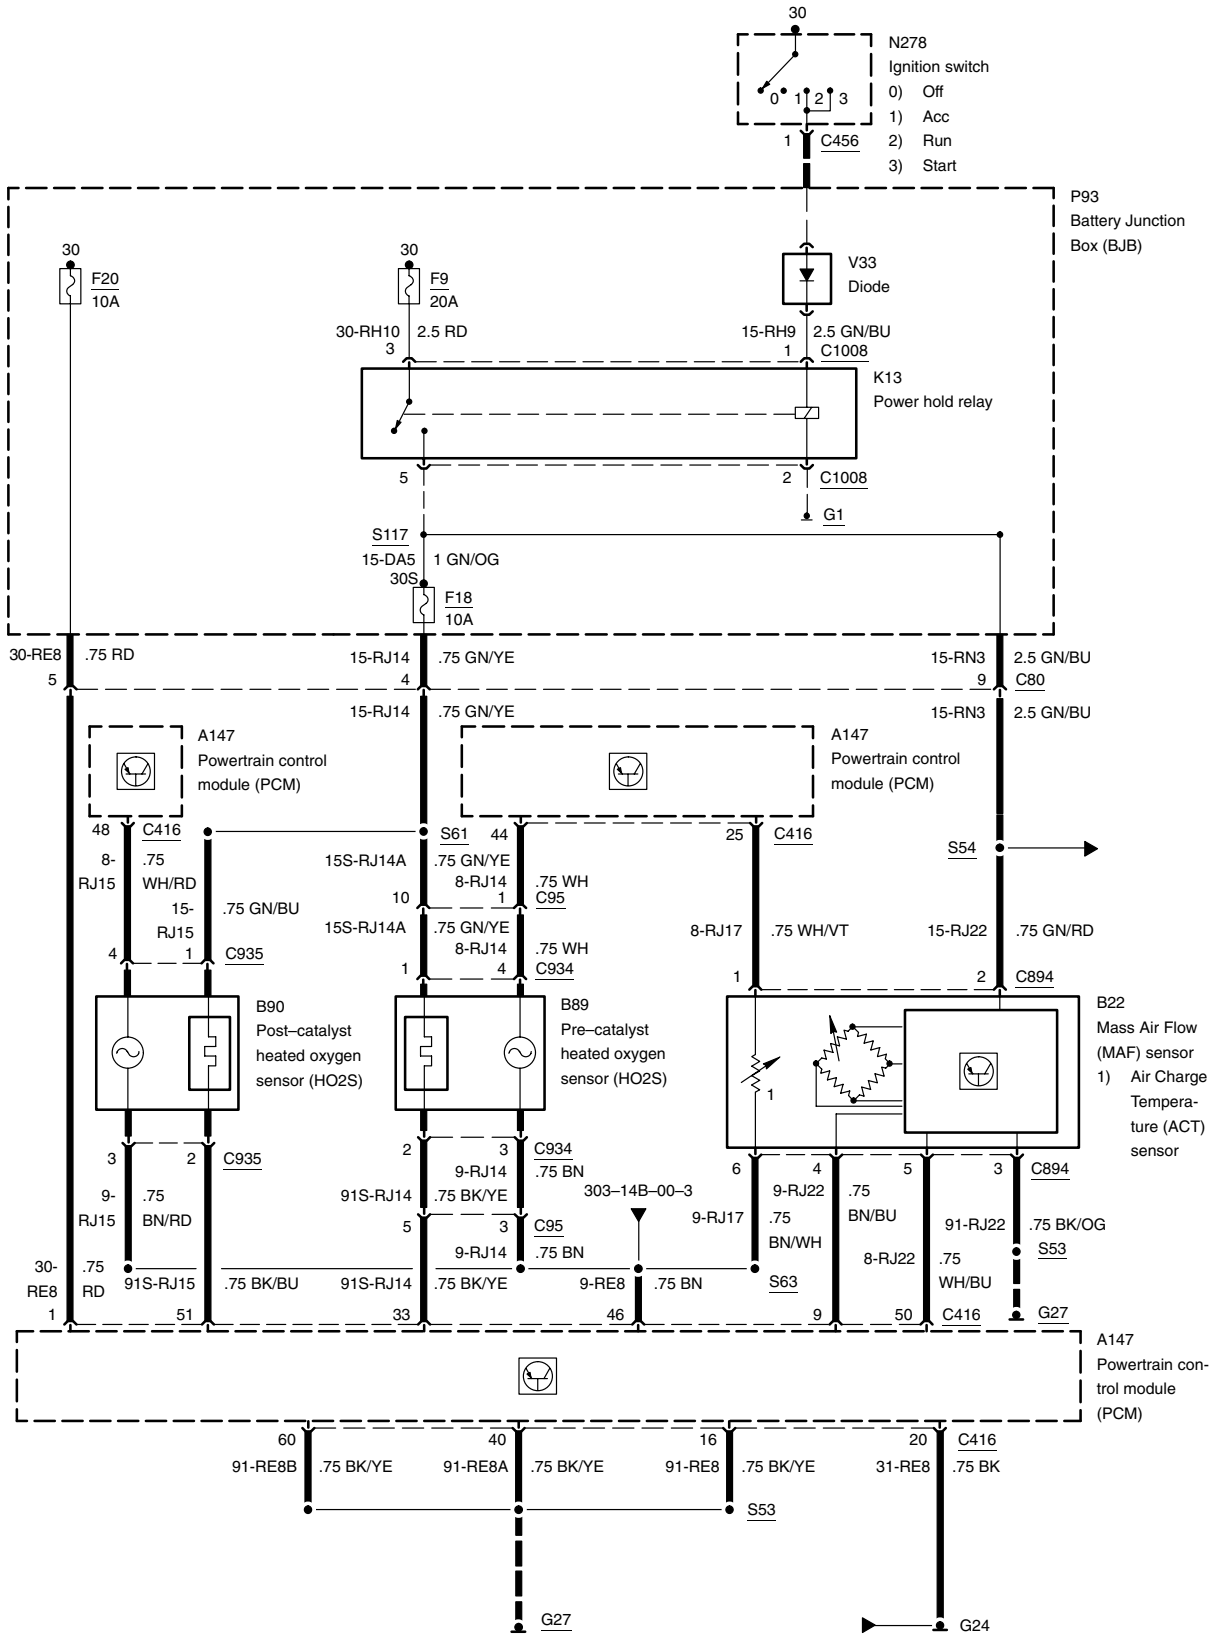 30
N278
Ignition switch
0) Off
1) Acc
2) Run
3) Start
0 1 2 3
1 C456
P93
Battery Junction
Box (BJB)
30
F20
10A
30
F9
20A
V33
Diode
30-RH10 2.5 RD
3
15-RH9 2.5 GN/BU
1 C1008
K13
Power hold relay
5
2 C1008
G1
S117
15-DA5 1 GN/OG
30S
F18
10A
30-RE8 .75 RD
5
15-RJ14 .75 GN/YE
4
15-RN3 2.5 GN/BU
9 C80
15-RJ14 .75 GN/YE
15-RN3 2.5 GN/BU
A147
Powertrain control
module (PCM)
A147
Powertrain control
module (PCM)
48 C416
S61
44
25 C416
S54
8-
RJ15
.75
WH/RD
15-
RJ15
.75 GN/BU
15S-RJ14A .75 GN/YE
8-RJ14 .75 WH
10 1 C95
15S-RJ14A .75 GN/YE
8-RJ14 .75 WH
8-RJ17 .75 WH/VT
15-RJ22 .75 GN/RD
4 1 C935
1 4 C934
1
2 C894
B90
Post–catalyst
heated oxygen
sensor (HO2S)
B89
Pre–catalyst
heated oxygen
sensor (HO2S)
1
B22
Mass Air Flow
(MAF) sensor
1) Air Charge
Tempera-
ture (ACT)
sensor
3 2 C935
2 3 C934
6 4 5 3 C894
9-
RJ15
.75
BN/RD
9-RJ14 .75 BN
91S-RJ14 .75 BK/YE
5 3 C95
9-RJ14 .75 BN
303–14B–00–3
9-RJ17 .75
BN/WH
9-RJ22 .75
BN/BU
91-RJ22 .75 BK/OG
S53
8-RJ22 .75
WH/BU
30-
RE8
.75
RD
91S-RJ15 .75 BK/BU
91S-RJ14 .75 BK/YE
9-RE8 .75 BN
S63
1 51 33 46 9 50 C416
G27
A147
Powertrain con-
trol module
(PCM)
60 40 16 20 C416
91-RE8B .75 BK/YE
91-RE8A .75 BK/YE
91-RE8 .75 BK/YE
31-RE8 .75 BK
S53
G27
G24